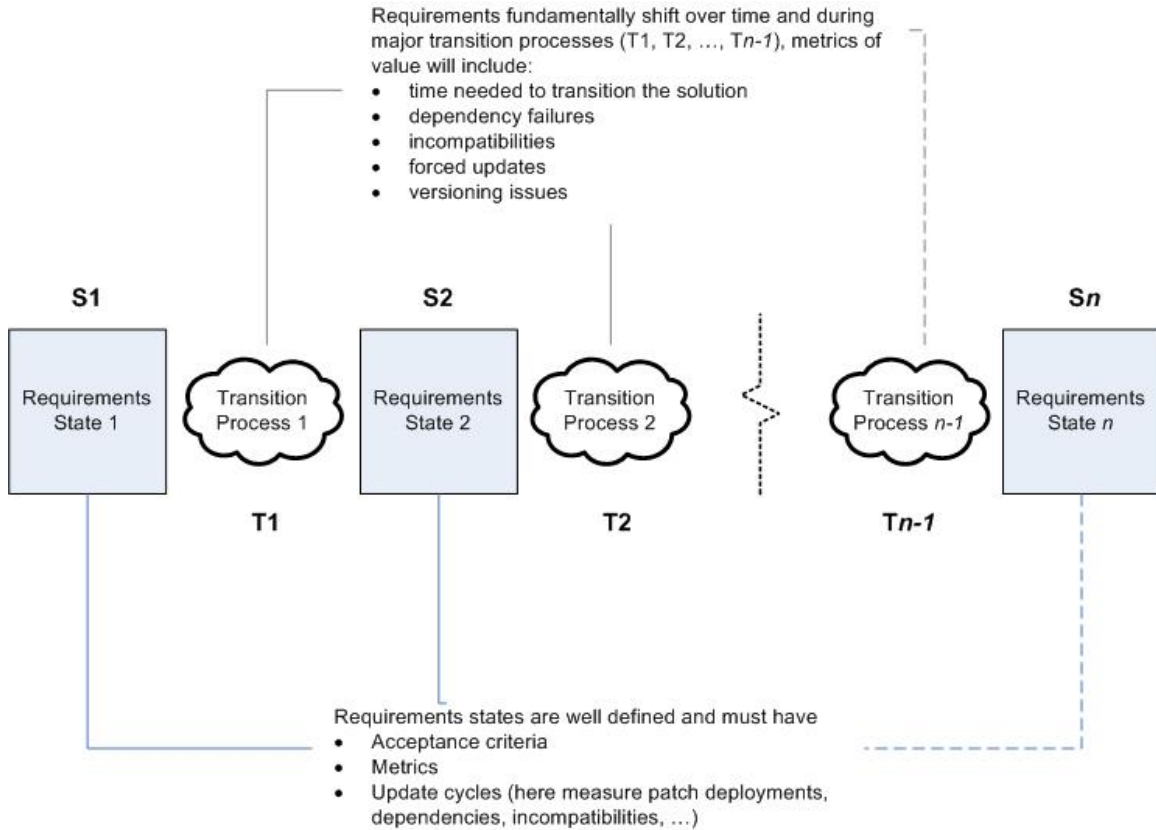 Requirements fundamentally shift over time and during
major transition processes (T1, T2, …, Tn-1), metrics of
value will include:
• time needed to transition the solution
• dependency failures
• incompatibilities
• forced updates
• versioning issues
S1
S2
Sn
Requirements
State 1
Transition
Process 1
Requirements
State 2
Transition
Process 2
Transition
Process n-1
Requirements
State n
T1
T2
Tn-1
Requirements states are well defined and must have
• Acceptance criteria
• Metrics
• Update cycles (here measure patch deployments,
dependencies, incompatibilities, …)